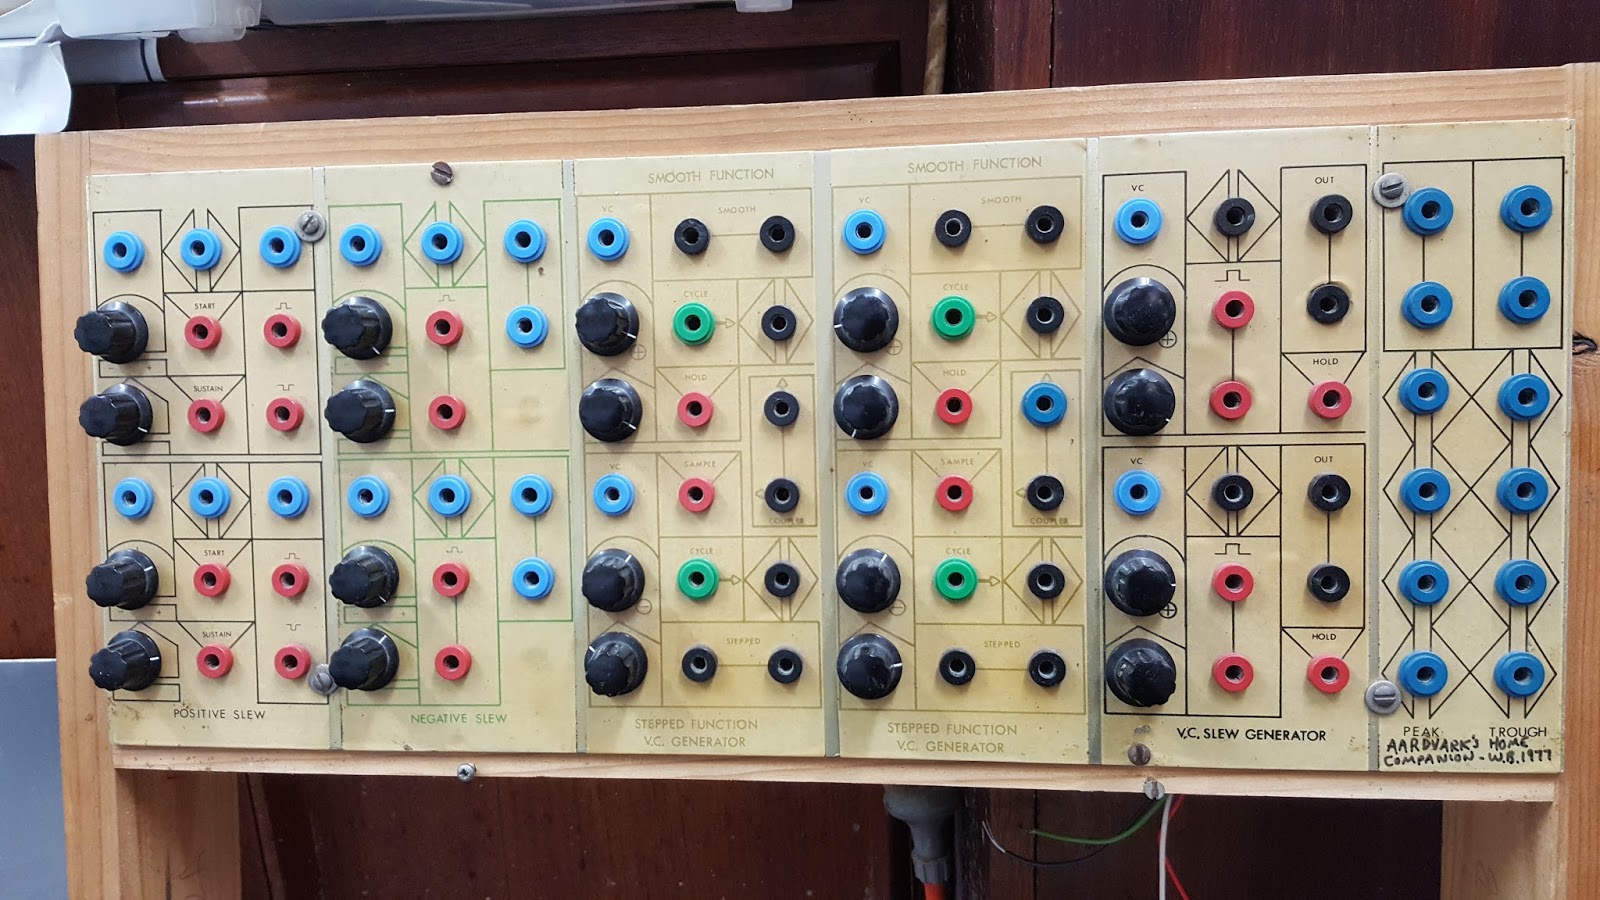 START
SUSTAIN
START
SUSTAIN
POSITIVE SLEW
NEGATIVE SLEW
SMOOTH FUNCTION
VC
SMOOTH
CYCLE
HOLD
VC
SAMPLE
COUPLER
CYCLE
STEPPED
STEPPED FUNCTION
V.C. GENERATOR
SMOOTH FUNCTION
VC
SMOOTH
CYCLE
HOLD
VC
SAMPLE
COUPLER
CYCLE
STEPPED
STEPPED FUNCTION
V.C. GENERATOR
VC
OUT
HOLD
VC
OUT
HOLD
V.C. SLEW GENERATOR
PEAK TROUGH
AARDVARK'S HOME
COMPANION - W.B. 1977